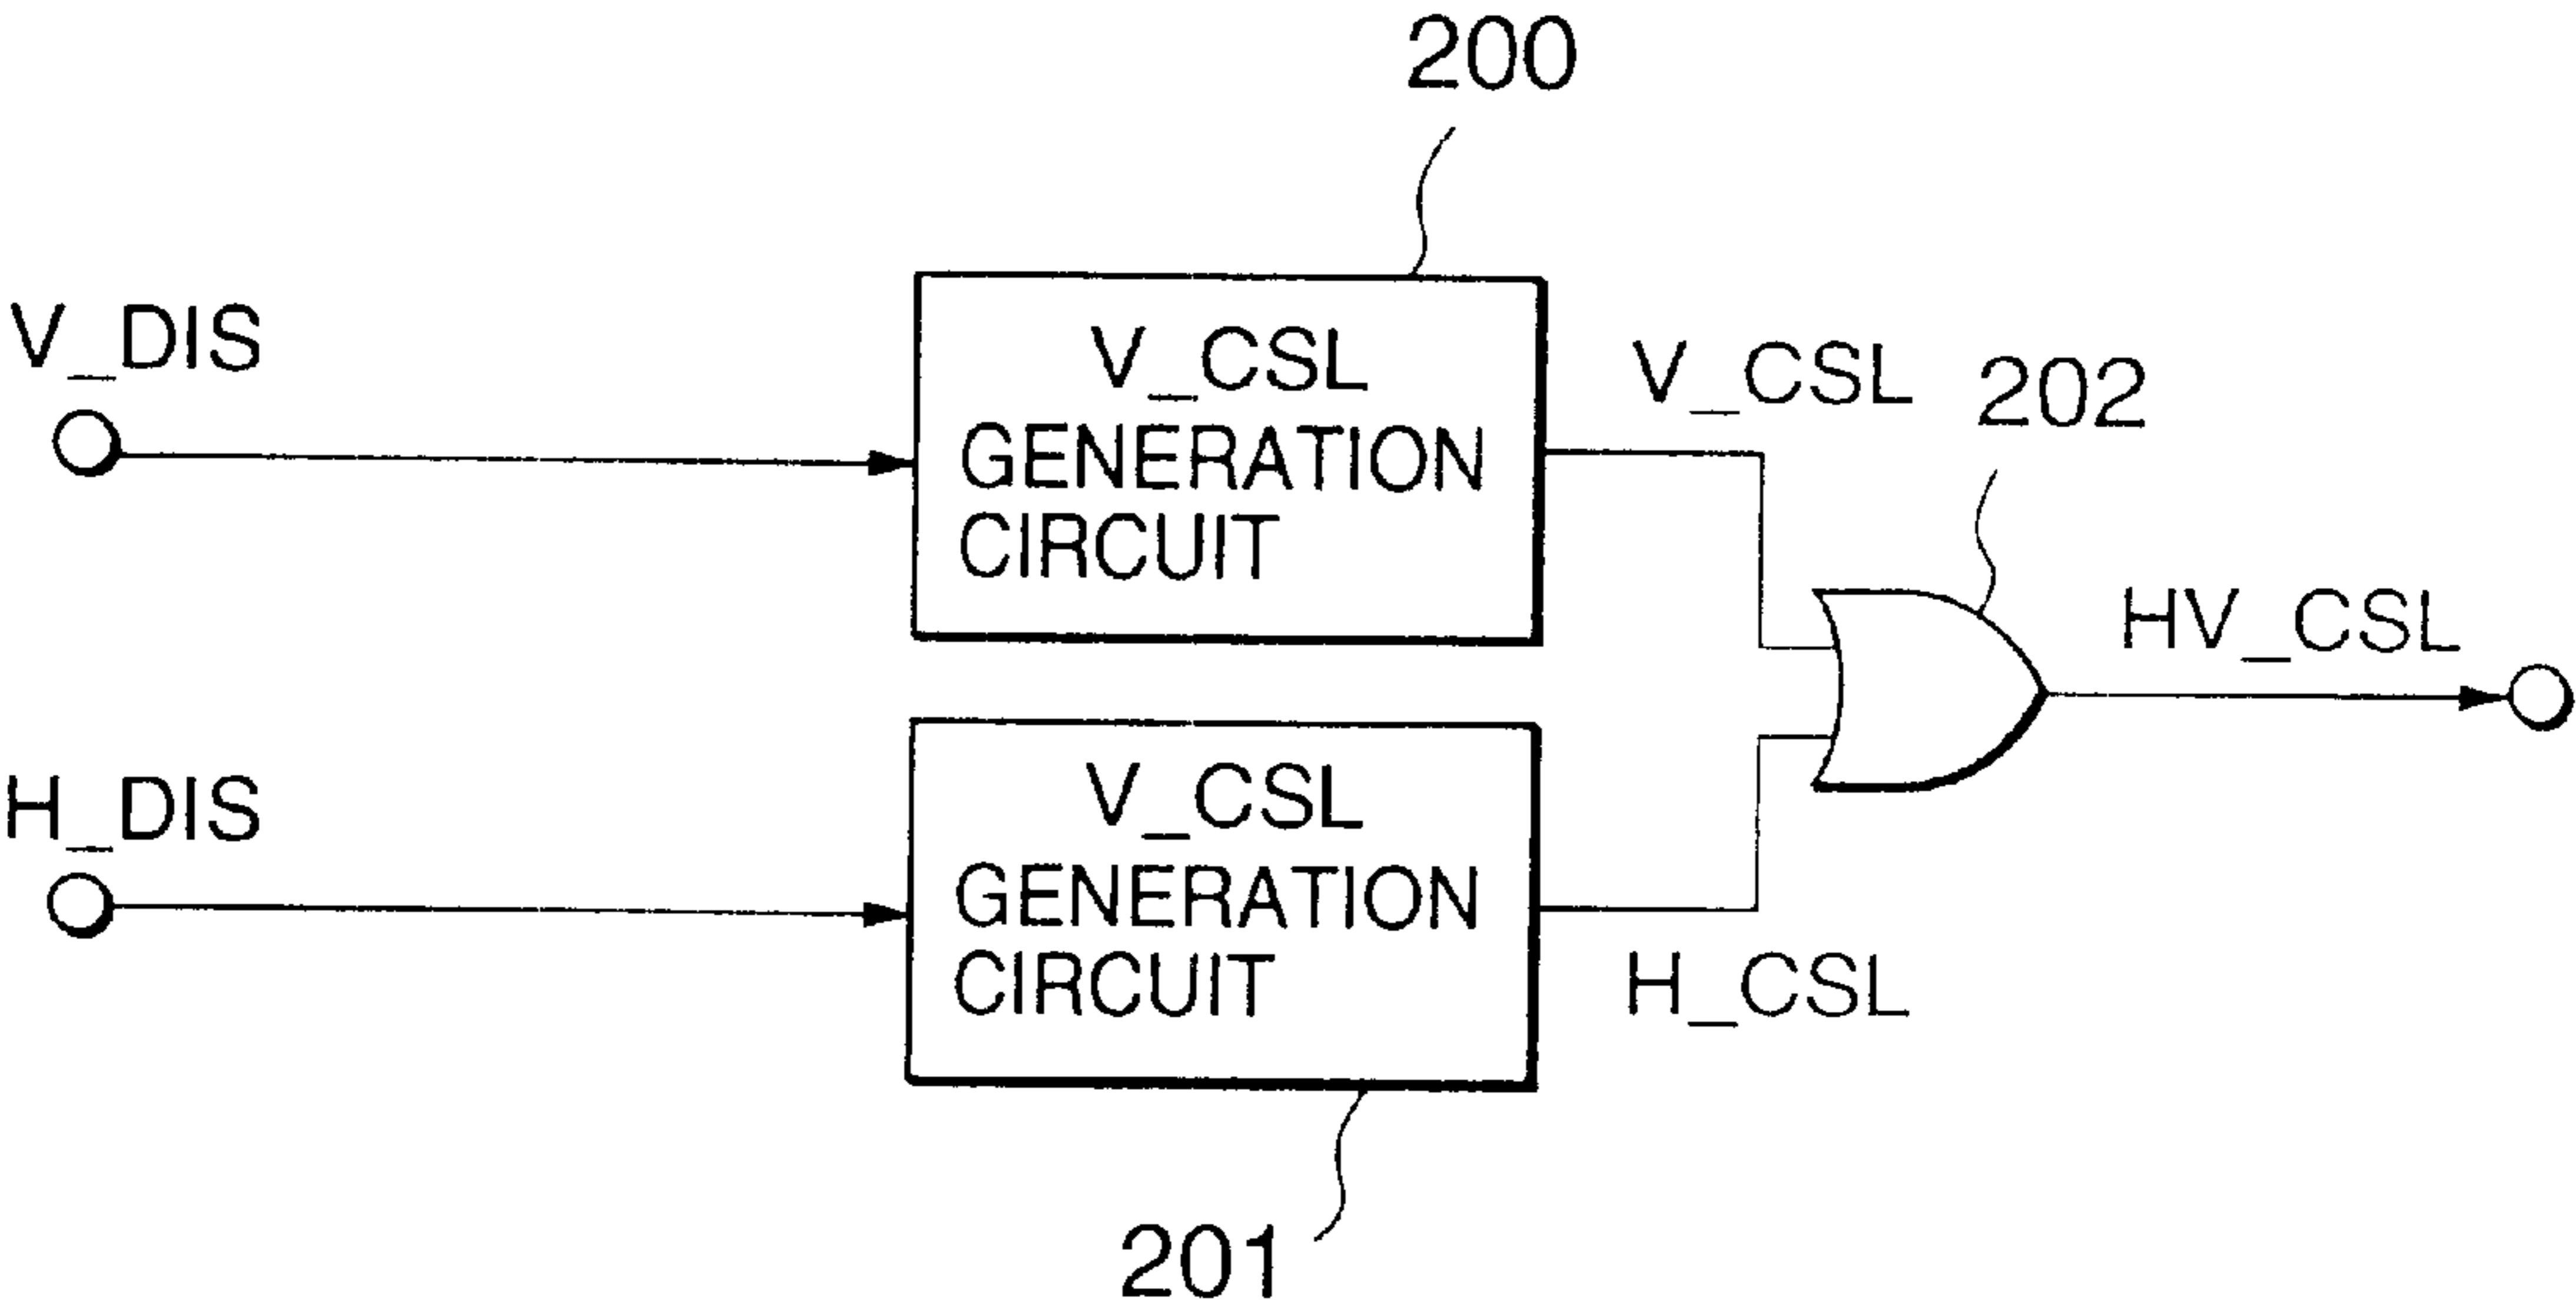 200
V_DIS
V_CSL
GENERATION
CIRCUIT
V_CSL
202
HV_CSL
H_DIS
V_CSL
GENERATION
CIRCUIT
H_CSL
201